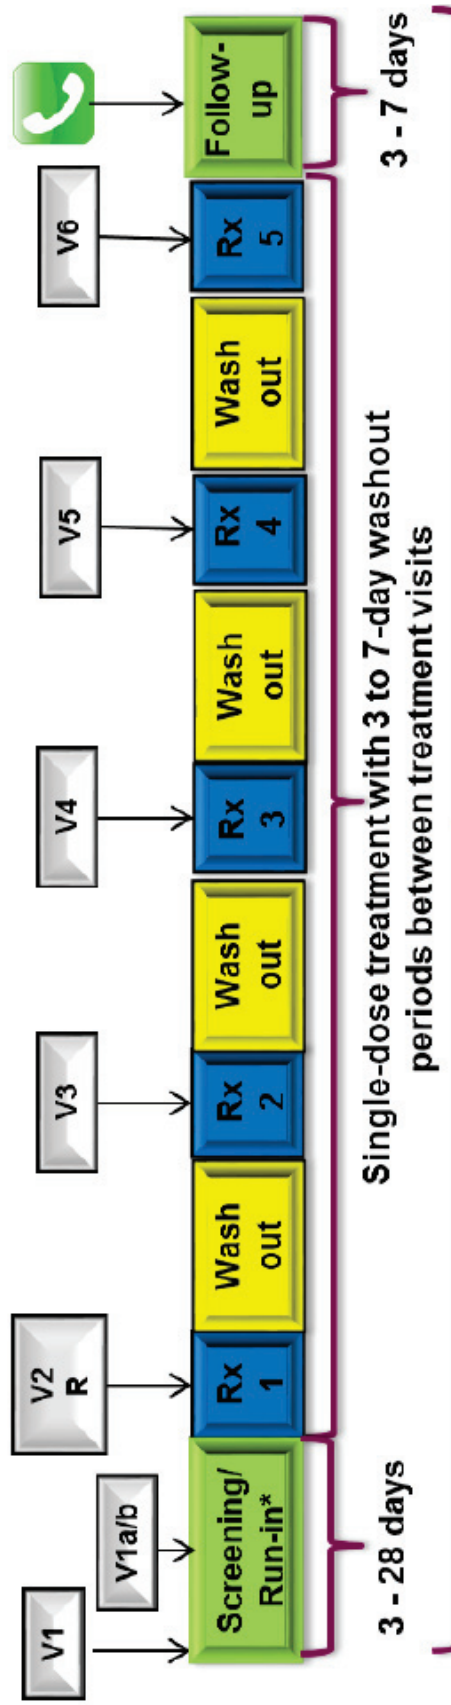 V1
V1a/b
V2
R
V3
V4
V5
V6
Screening/
Run-in*
Rx
1
Wash
out
Rx
2
Wash
out
Rx
3
Wash
out
Rx
4
Wash
out
Rx
5
Follow-
up
3 - 28 days
Single-dose treatment with 3 to 7-day washout
periods between treatment visits
3 - 7 days